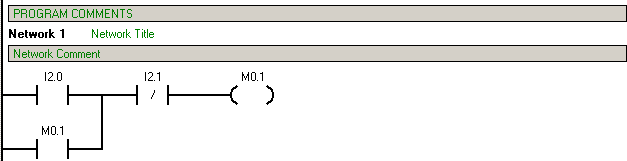 PROGRAM COMMENTS
Network 1 Network Title
Network Comment
I2.0 I2.1 M0.1
/
M0.1